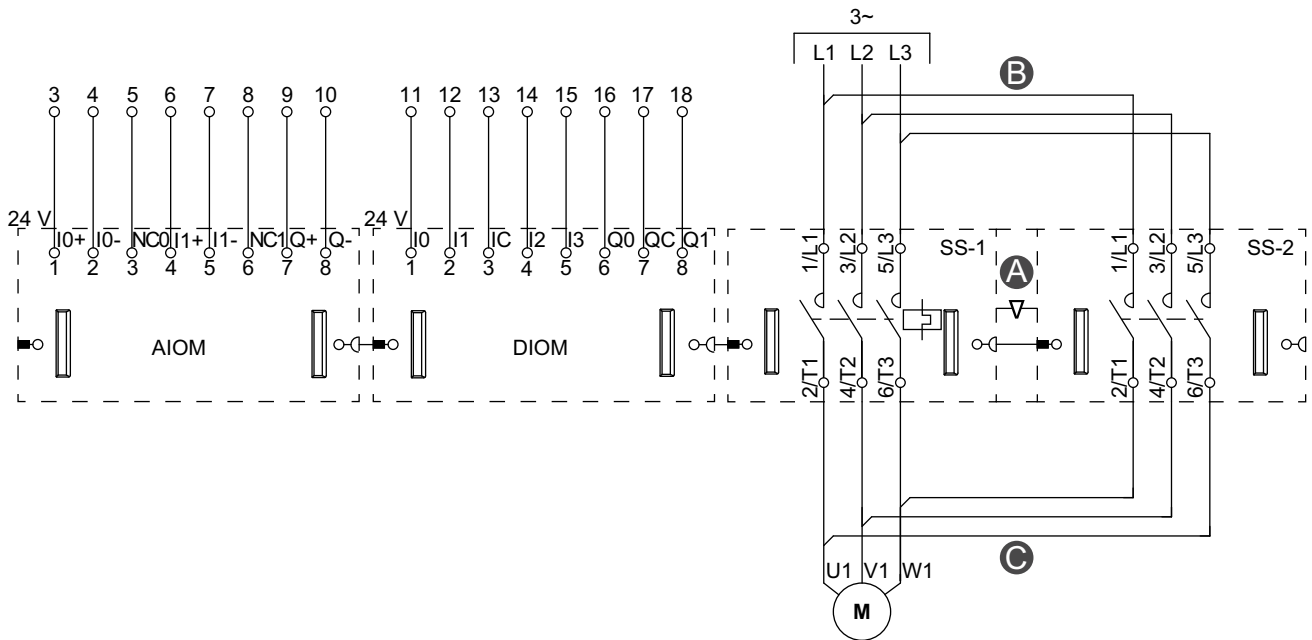 3~
L1 L2 L3
B
3 4 5 6 7 8 9 10 11 12 13 14 15 16 17 18
24 V 24 V
I0+ I0- NC0 I1+ I1- NC1 Q+ Q- I0 I1 IC I2 I3 Q0 QC Q1
1/L1 3/L2 5/L3 SS-1 1/L1 3/L2 5/L3 SS-2
1 2 3 4 5 6 7 8 1 2 3 4 5 6 7 8
A
AIOM DIOM
2/T1 4/T2 6/T3 2/T1 4/T2 6/T3
C
U1 V1 W1
M